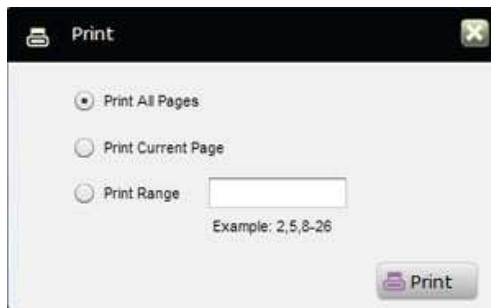 Print
Print All Pages
Print Current Page
Print Range
Example: 2,5,8-26
Print